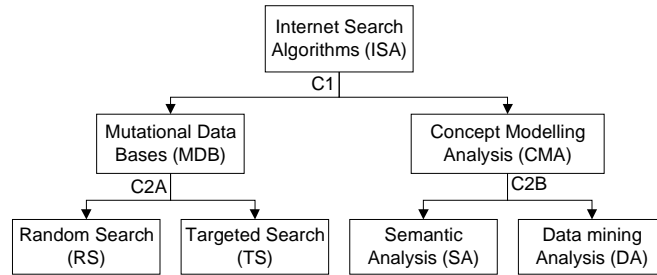 Internet Search
Algorithms (ISA)
C1
Mutational Data
Bases (MDB)
Concept Modelling
Analysis (CMA)
C2A
C2B
Random Search
(RS)
Targeted Search
(TS)
Semantic
Analysis (SA)
Data mining
Analysis (DA)